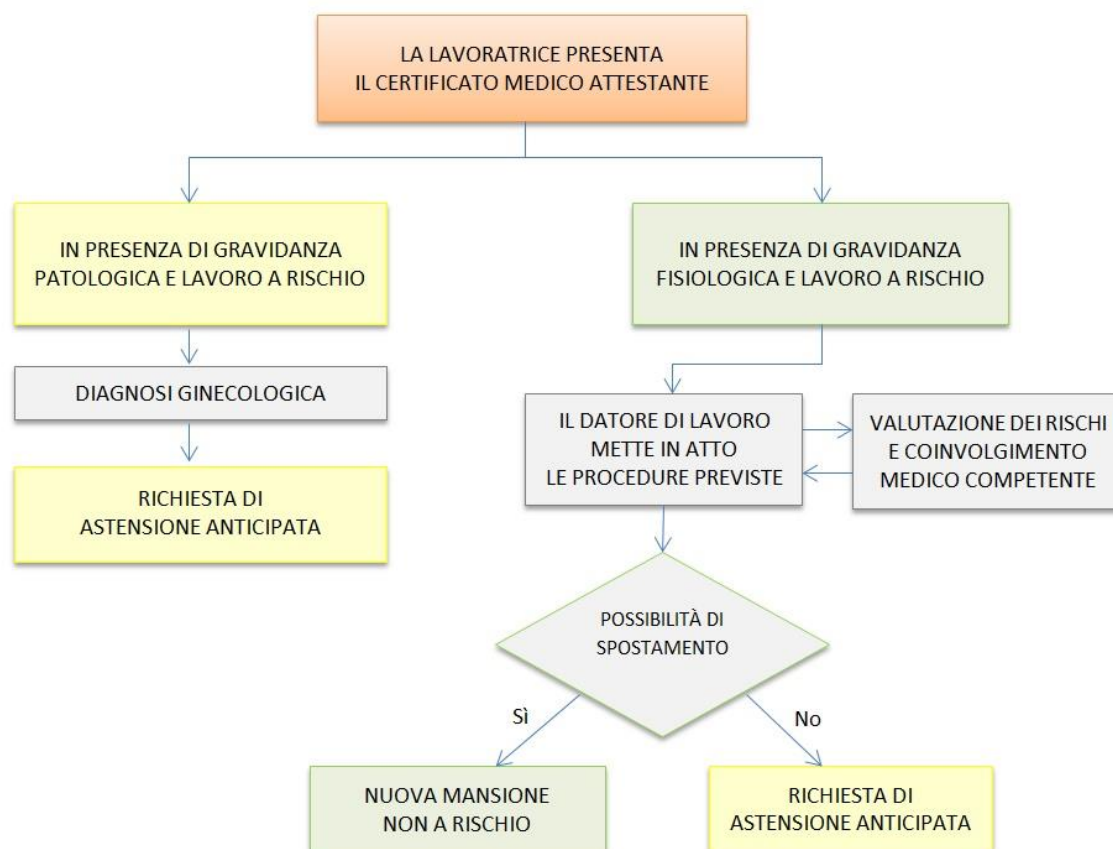 LA LAVORATRICE PRESENTA
IL CERTIFICATO MEDICO ATTESTANTE
IN PRESENZA DI GRAVIDANZA
PATOLOGICA E LAVORO A RISCHIO
IN PRESENZA DI GRAVIDANZA
FISIOLOGICA E LAVORO A RISCHIO
DIAGNOSI GINECOLOGICA
IL DATORE DI LAVORO
METTE IN ATTO
LE PROCEDURE PREVISTE
VALUTAZIONE DEI RISCHI
E COINVOLGIMENTO
MEDICO COMPETENTE
RICHIESTA DI
ASTENSIONE ANTICIPATA
POSSIBILITÀ DI
SPOSTAMENTO
Sì
No
NUOVA MANSIONE
NON A RISCHIO
RICHIESTA DI
ASTENSIONE ANTICIPATA